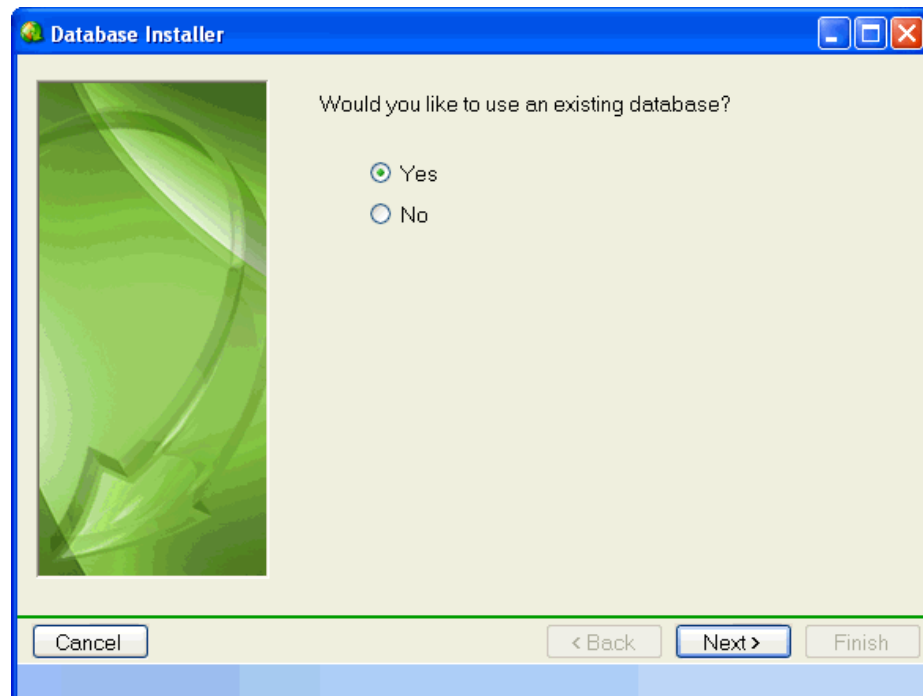 Database Installer
Would you like to use an existing database?
Yes
No
Cancel
< Back
Next >
Finish